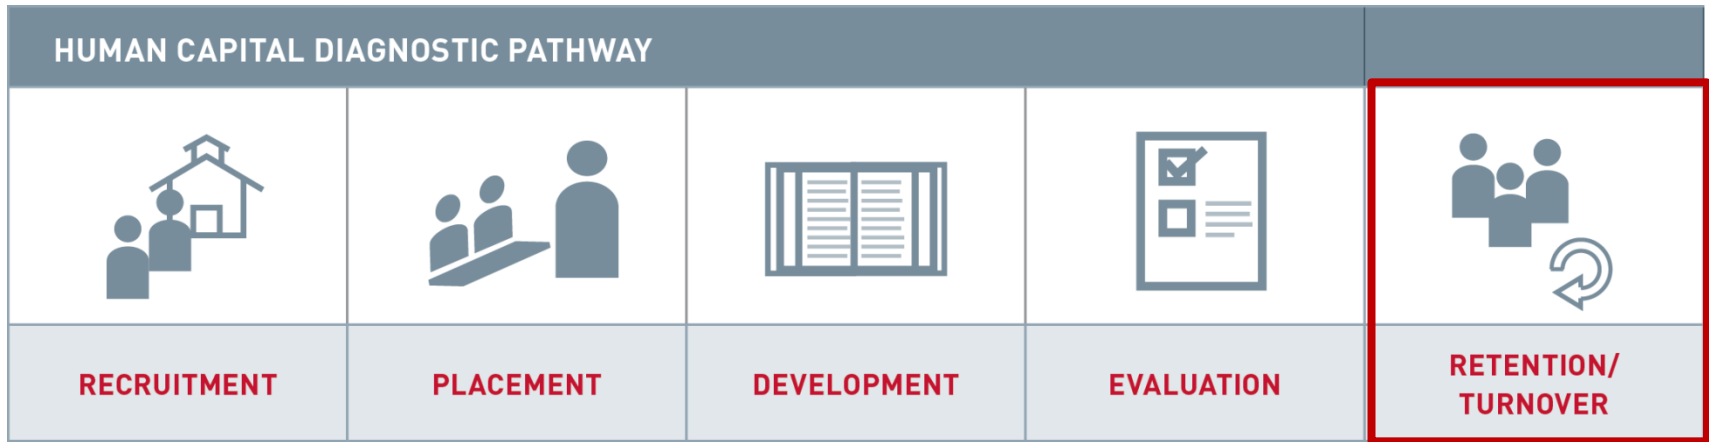 HUMAN CAPITAL DIAGNOSTIC PATHWAY
RECRUITMENT
PLACEMENT
DEVELOPMENT
EVALUATION
RETENTION/
TURNOVER